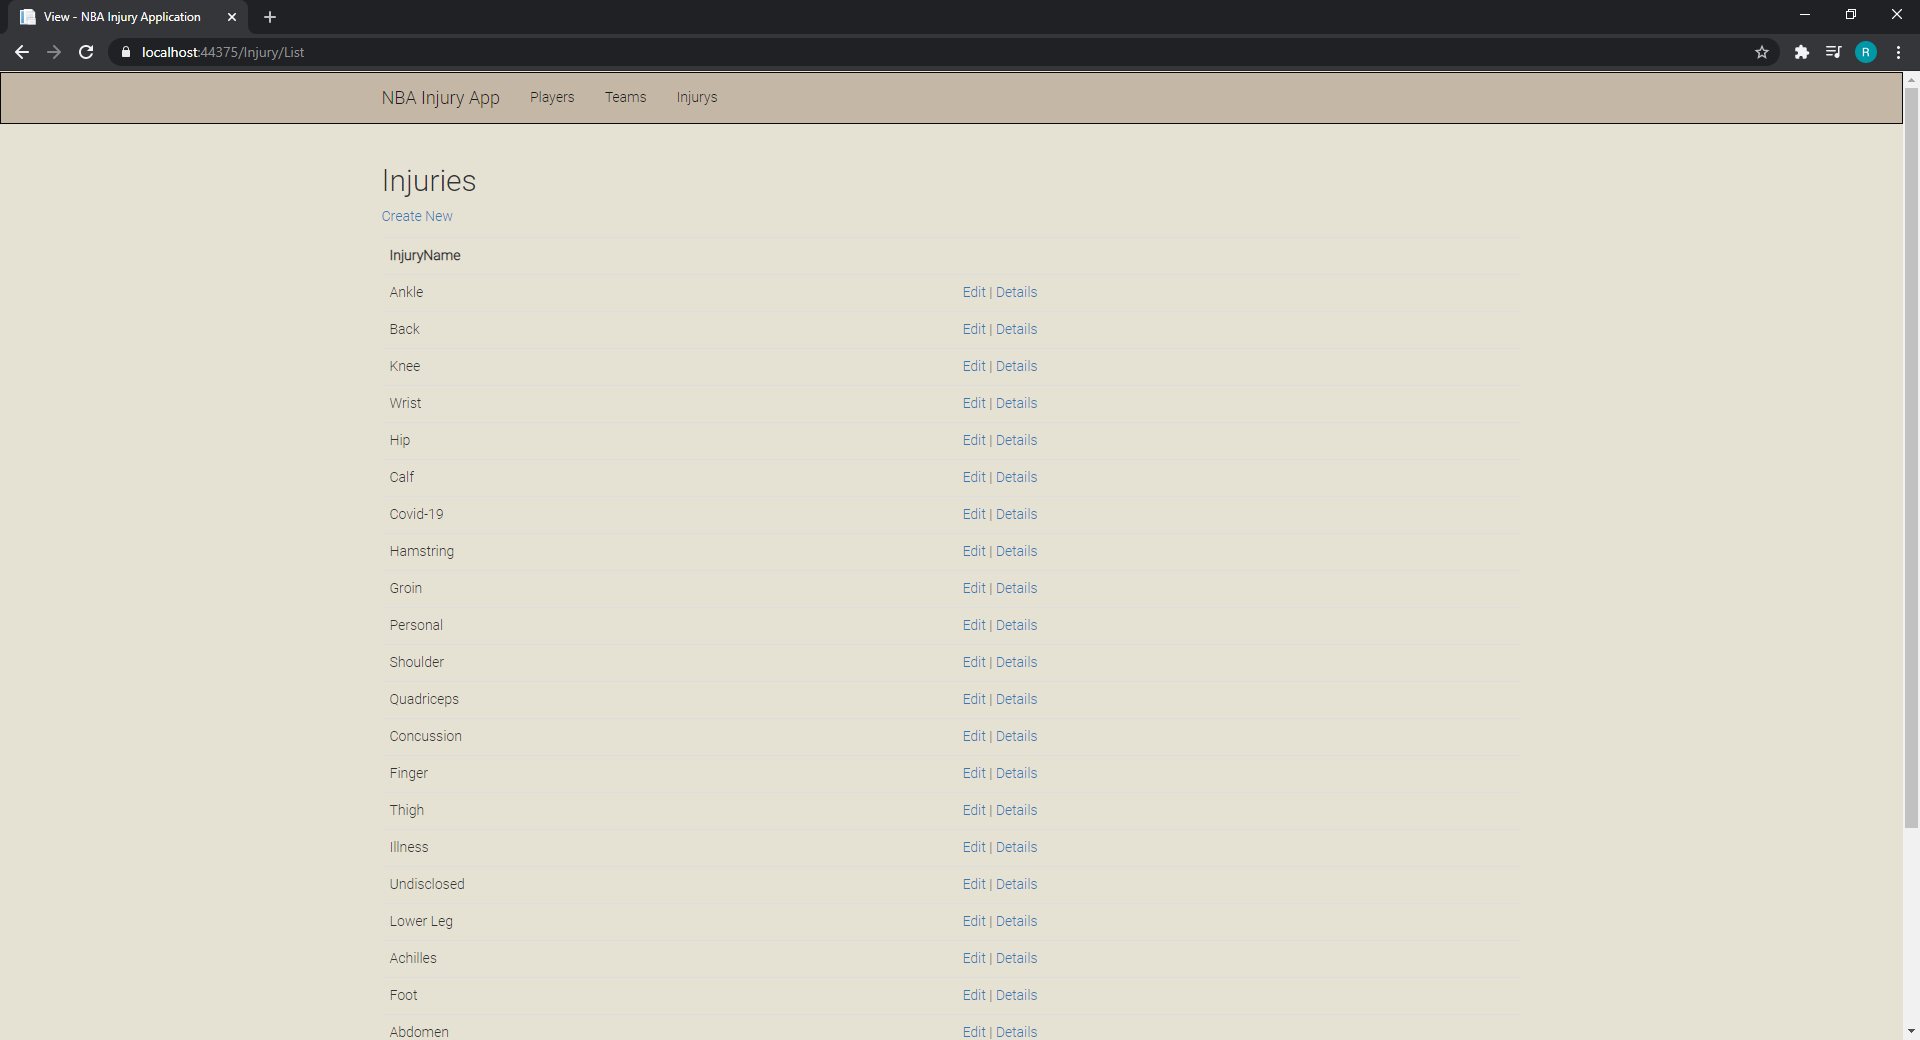 View - NBA Injury Application
localhost:44375/Injury/List
R
NBA Injury App Players Teams Injurys
Injuries
Create New
InjuryName
Ankle Edit | Details
Back Edit | Details
Knee Edit | Details
Wrist Edit | Details
Hip Edit | Details
Calf Edit | Details
Covid-19 Edit | Details
Hamstring Edit | Details
Groin Edit | Details
Personal Edit | Details
Shoulder Edit | Details
Quadriceps Edit | Details
Concussion Edit | Details
Finger Edit | Details
Thigh Edit | Details
Illness Edit | Details
Undisclosed Edit | Details
Lower Leg Edit | Details
Achilles Edit | Details
Foot Edit | Details
Abdomen Edit | Details